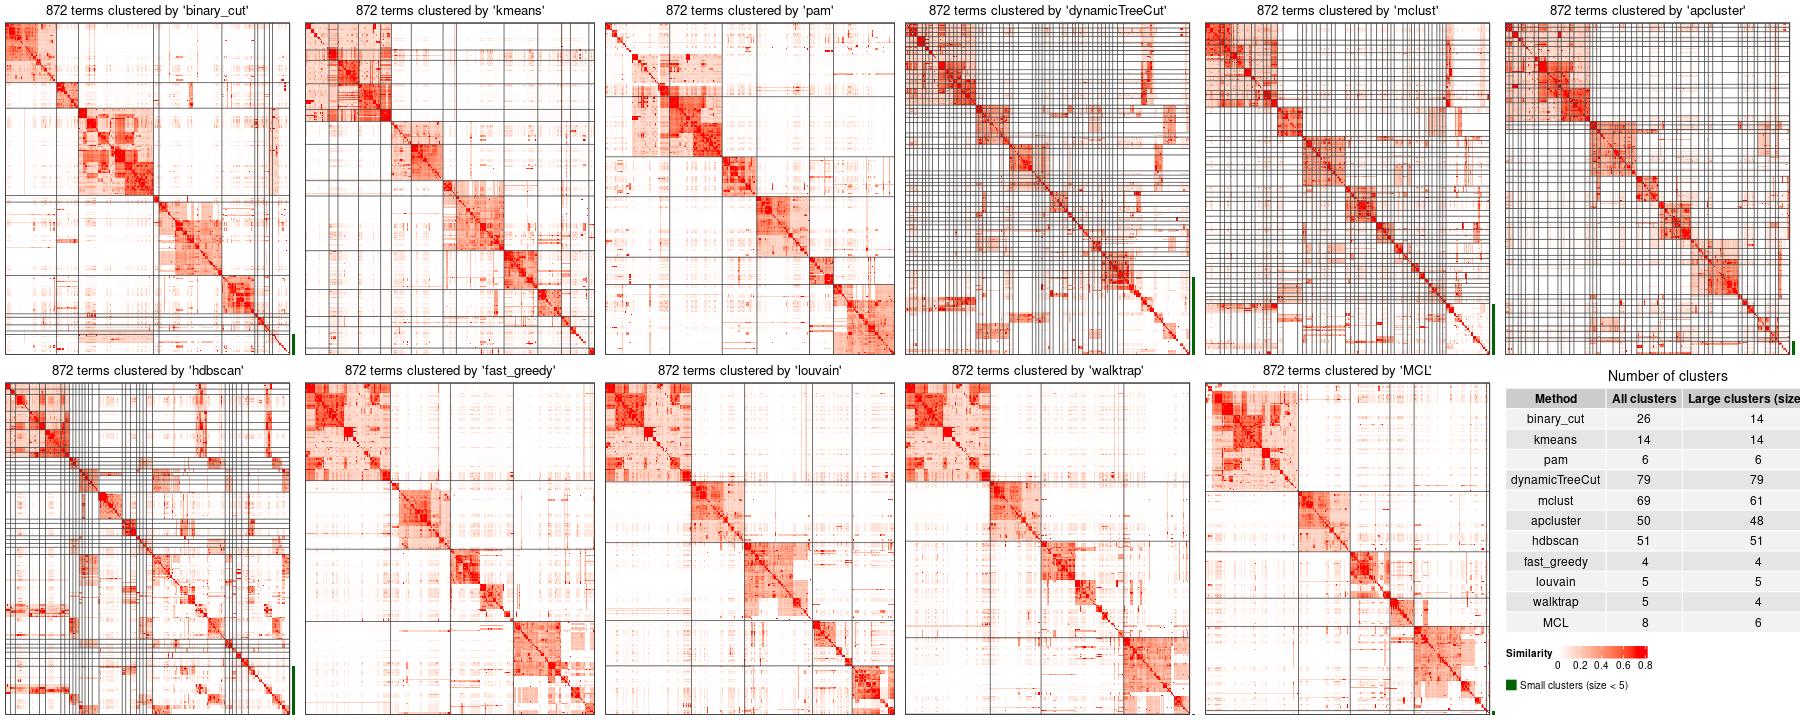 872 terms clustered by 'binary_cut'
872 terms clustered by 'kmeans'
872 terms clustered by 'pam'
872 terms clustered by 'dynamicTreeCut'
872 terms clustered by 'mclust'
872 terms clustered by 'apcluster'
872 terms clustered by 'hdbscan'
872 terms clustered by 'fast_greedy'
872 terms clustered by 'louvain'
872 terms clustered by 'walktrap'
872 terms clustered by 'MCL'
Number of clusters
Method All clusters Large clusters (size
binary_cut 26 14
kmeans 14 14
pam 6 6
dynamicTreeCut 79 79
mclust 69 61
apcluster 50 48
hdbscan 51 51
fast_greedy 4 4
louvain 5 5
walktrap 5 4
MCL 8 6
Similarity
0 0.2 0.4 0.6 0.8
Small clusters (size < 5)